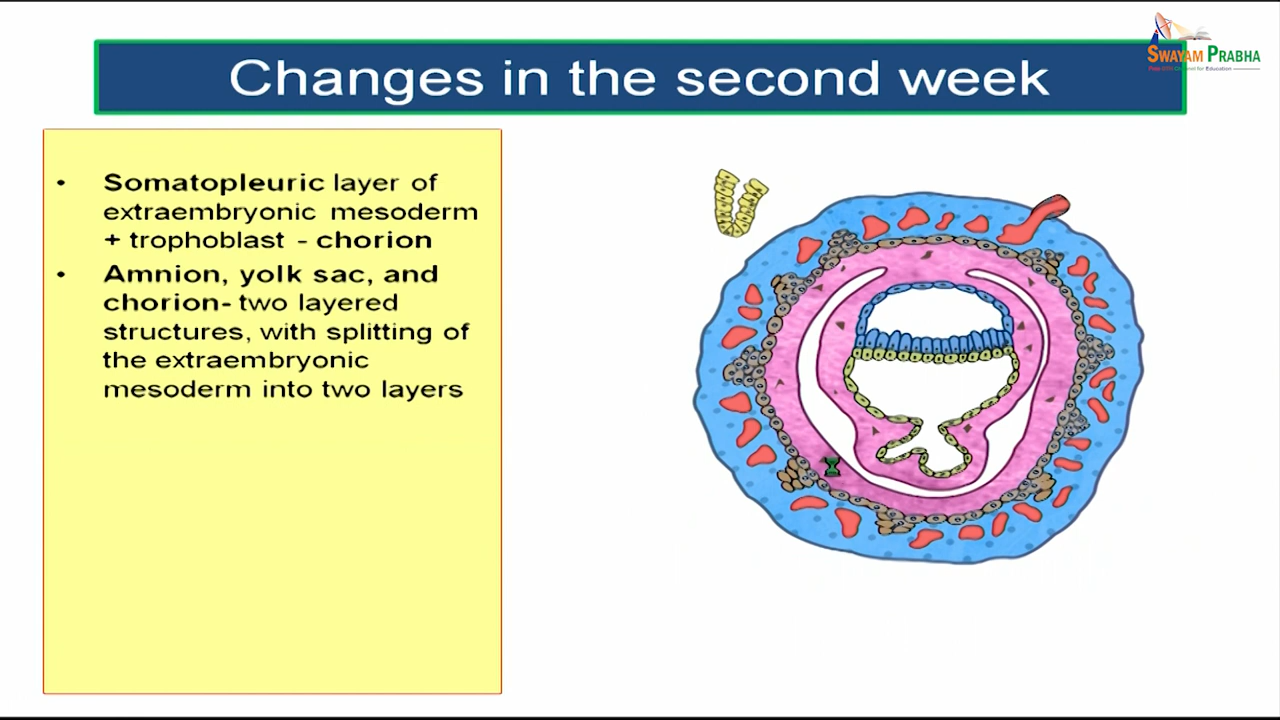 SWAYAM PRABHA
Changes in the second week
• Somatopleuric layer of
extraembryonic mesoderm
+ trophoblast - chorion
• Amnion, yolk sac, and
chorion- two layered
structures, with splitting of
the extraembryonic
mesoderm into two layers